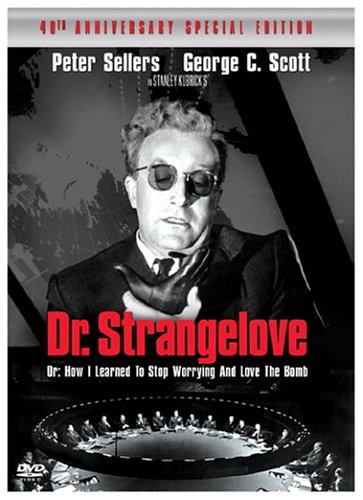 40TH ANNIVERSARY SPECIAL EDITION
Peter Sellers George C. Scott
IN STANLEY KUBRICK'S
Dr. Strangelove
Or: How I Learned To Stop Worrying And Love The Bomb
DVD
VIDEO